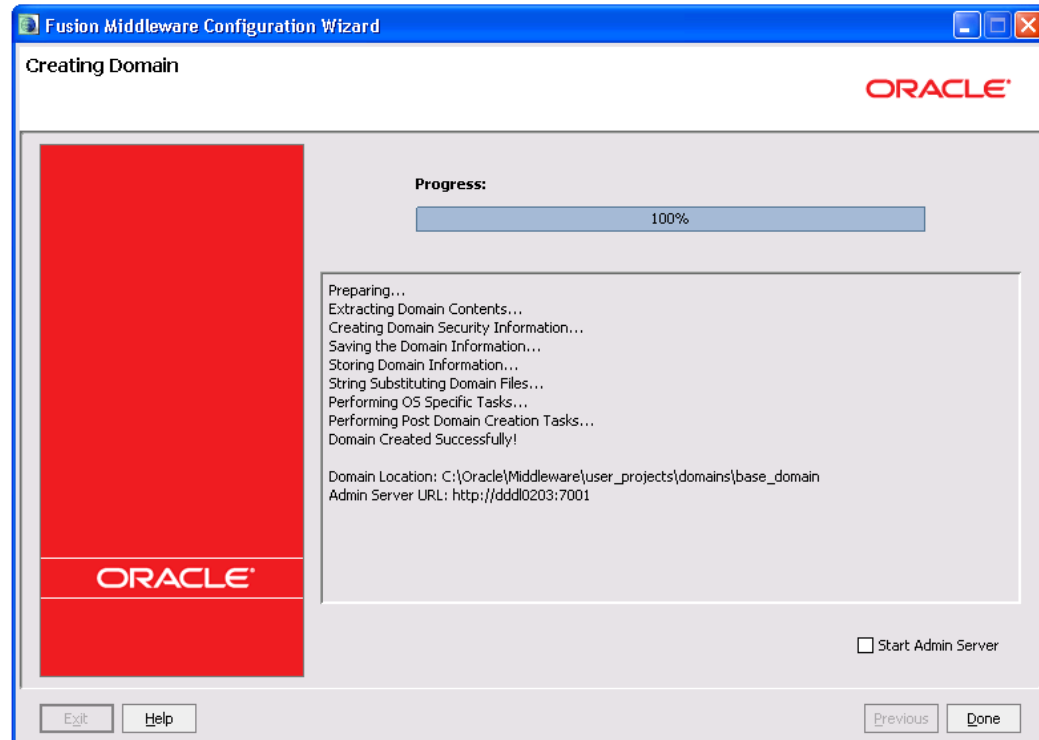 Fusion Middleware Configuration Wizard
Creating Domain
ORACLE
Progress:
100%
Preparing...
Extracting Domain Contents...
Creating Domain Security Information...
Saving the Domain Information...
Storing Domain Information...
String Substituting Domain Files...
Performing OS Specific Tasks...
Performing Post Domain Creation Tasks...
Domain Created Successfully!
Domain Location: C:\Oracle\Middleware\user_projects\domains\base_domain
Admin Server URL: http://dddl0203:7001
ORACLE
Start Admin Server
Exit Help Previous Done